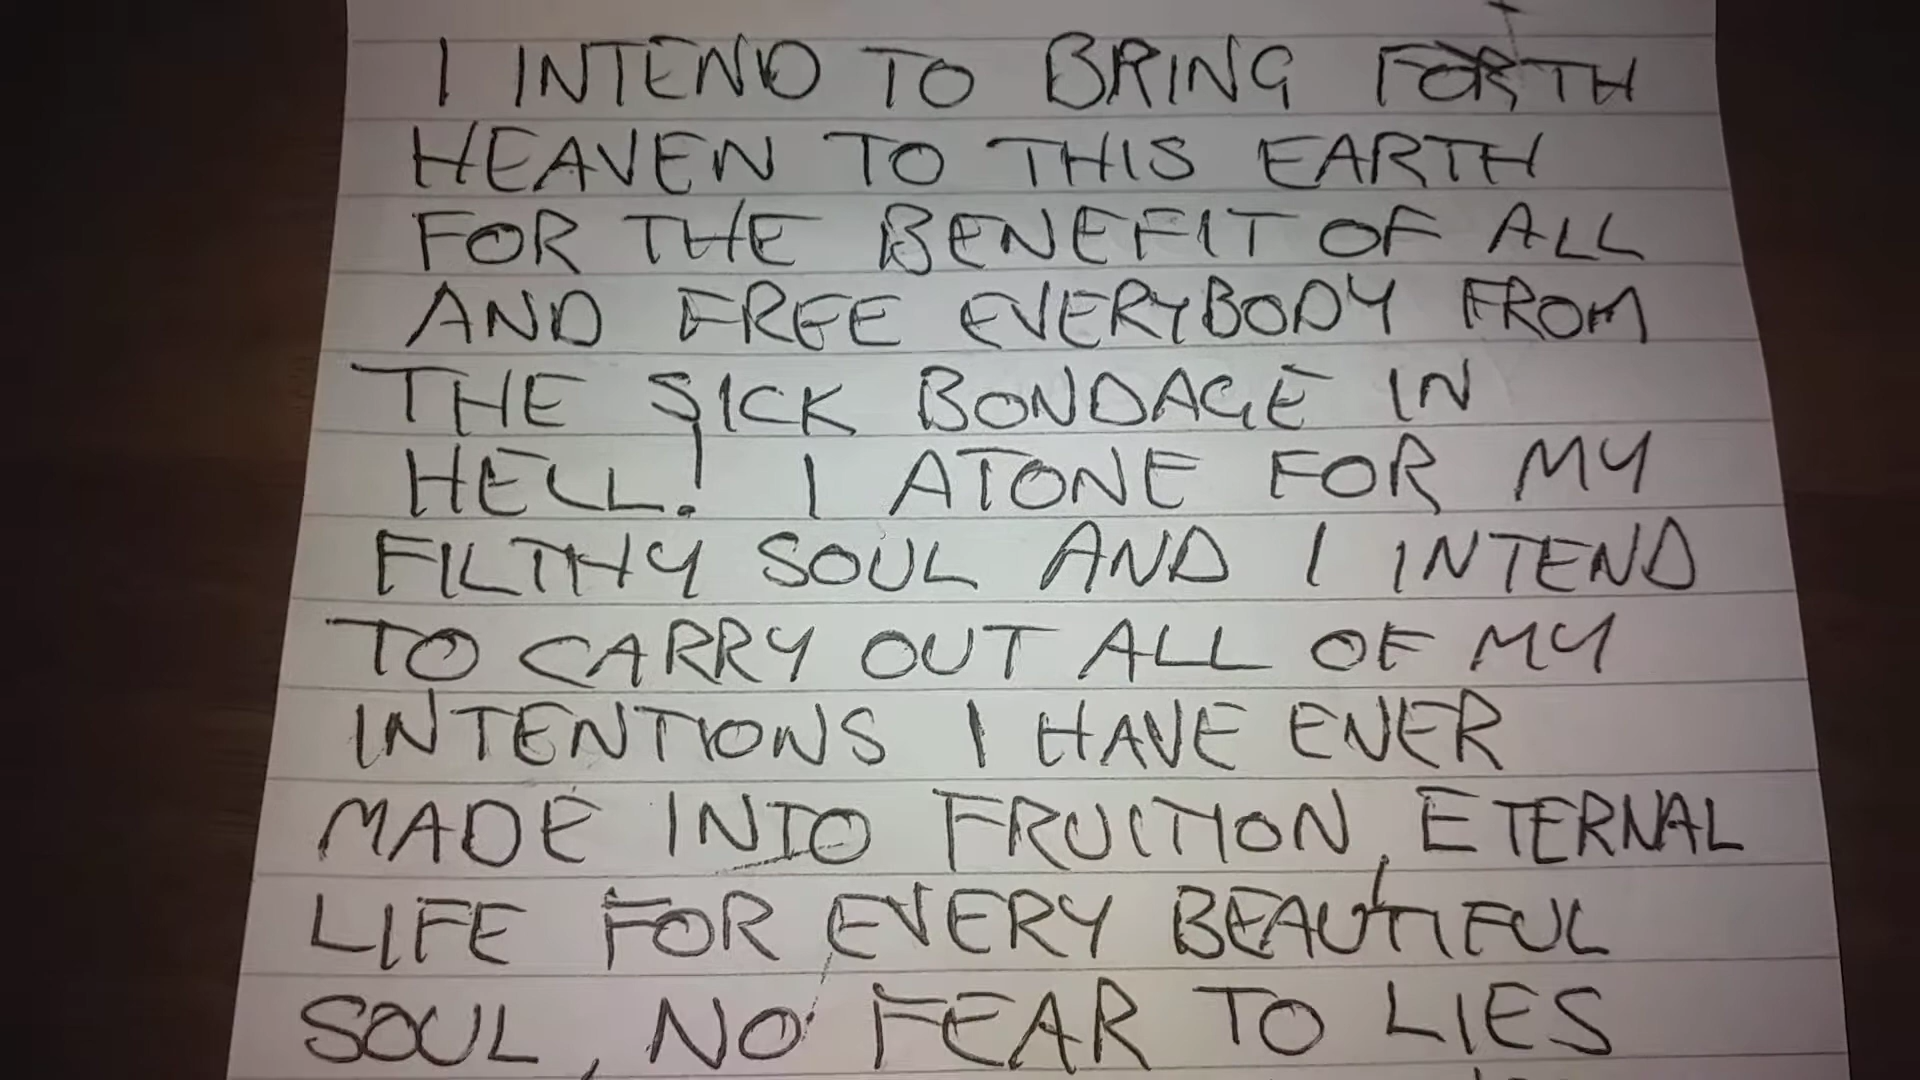 I INTEND TO BRING FORTH
HEAVEN TO THIS EARTH
FOR THE BENEFIT OF ALL
AND FREE EVERYBODY FROM
THE SICK BONDAGE IN
HELL! I ATONE FOR MY
FILTHY SOUL AND I INTEND
TO CARRY OUT ALL OF MY
INTENTIONS I HAVE EVER
MADE INTO FRUITION, ETERNAL
LIFE FOR EVERY BEAUTIFUL
SOUL, NO FEAR TO LIES